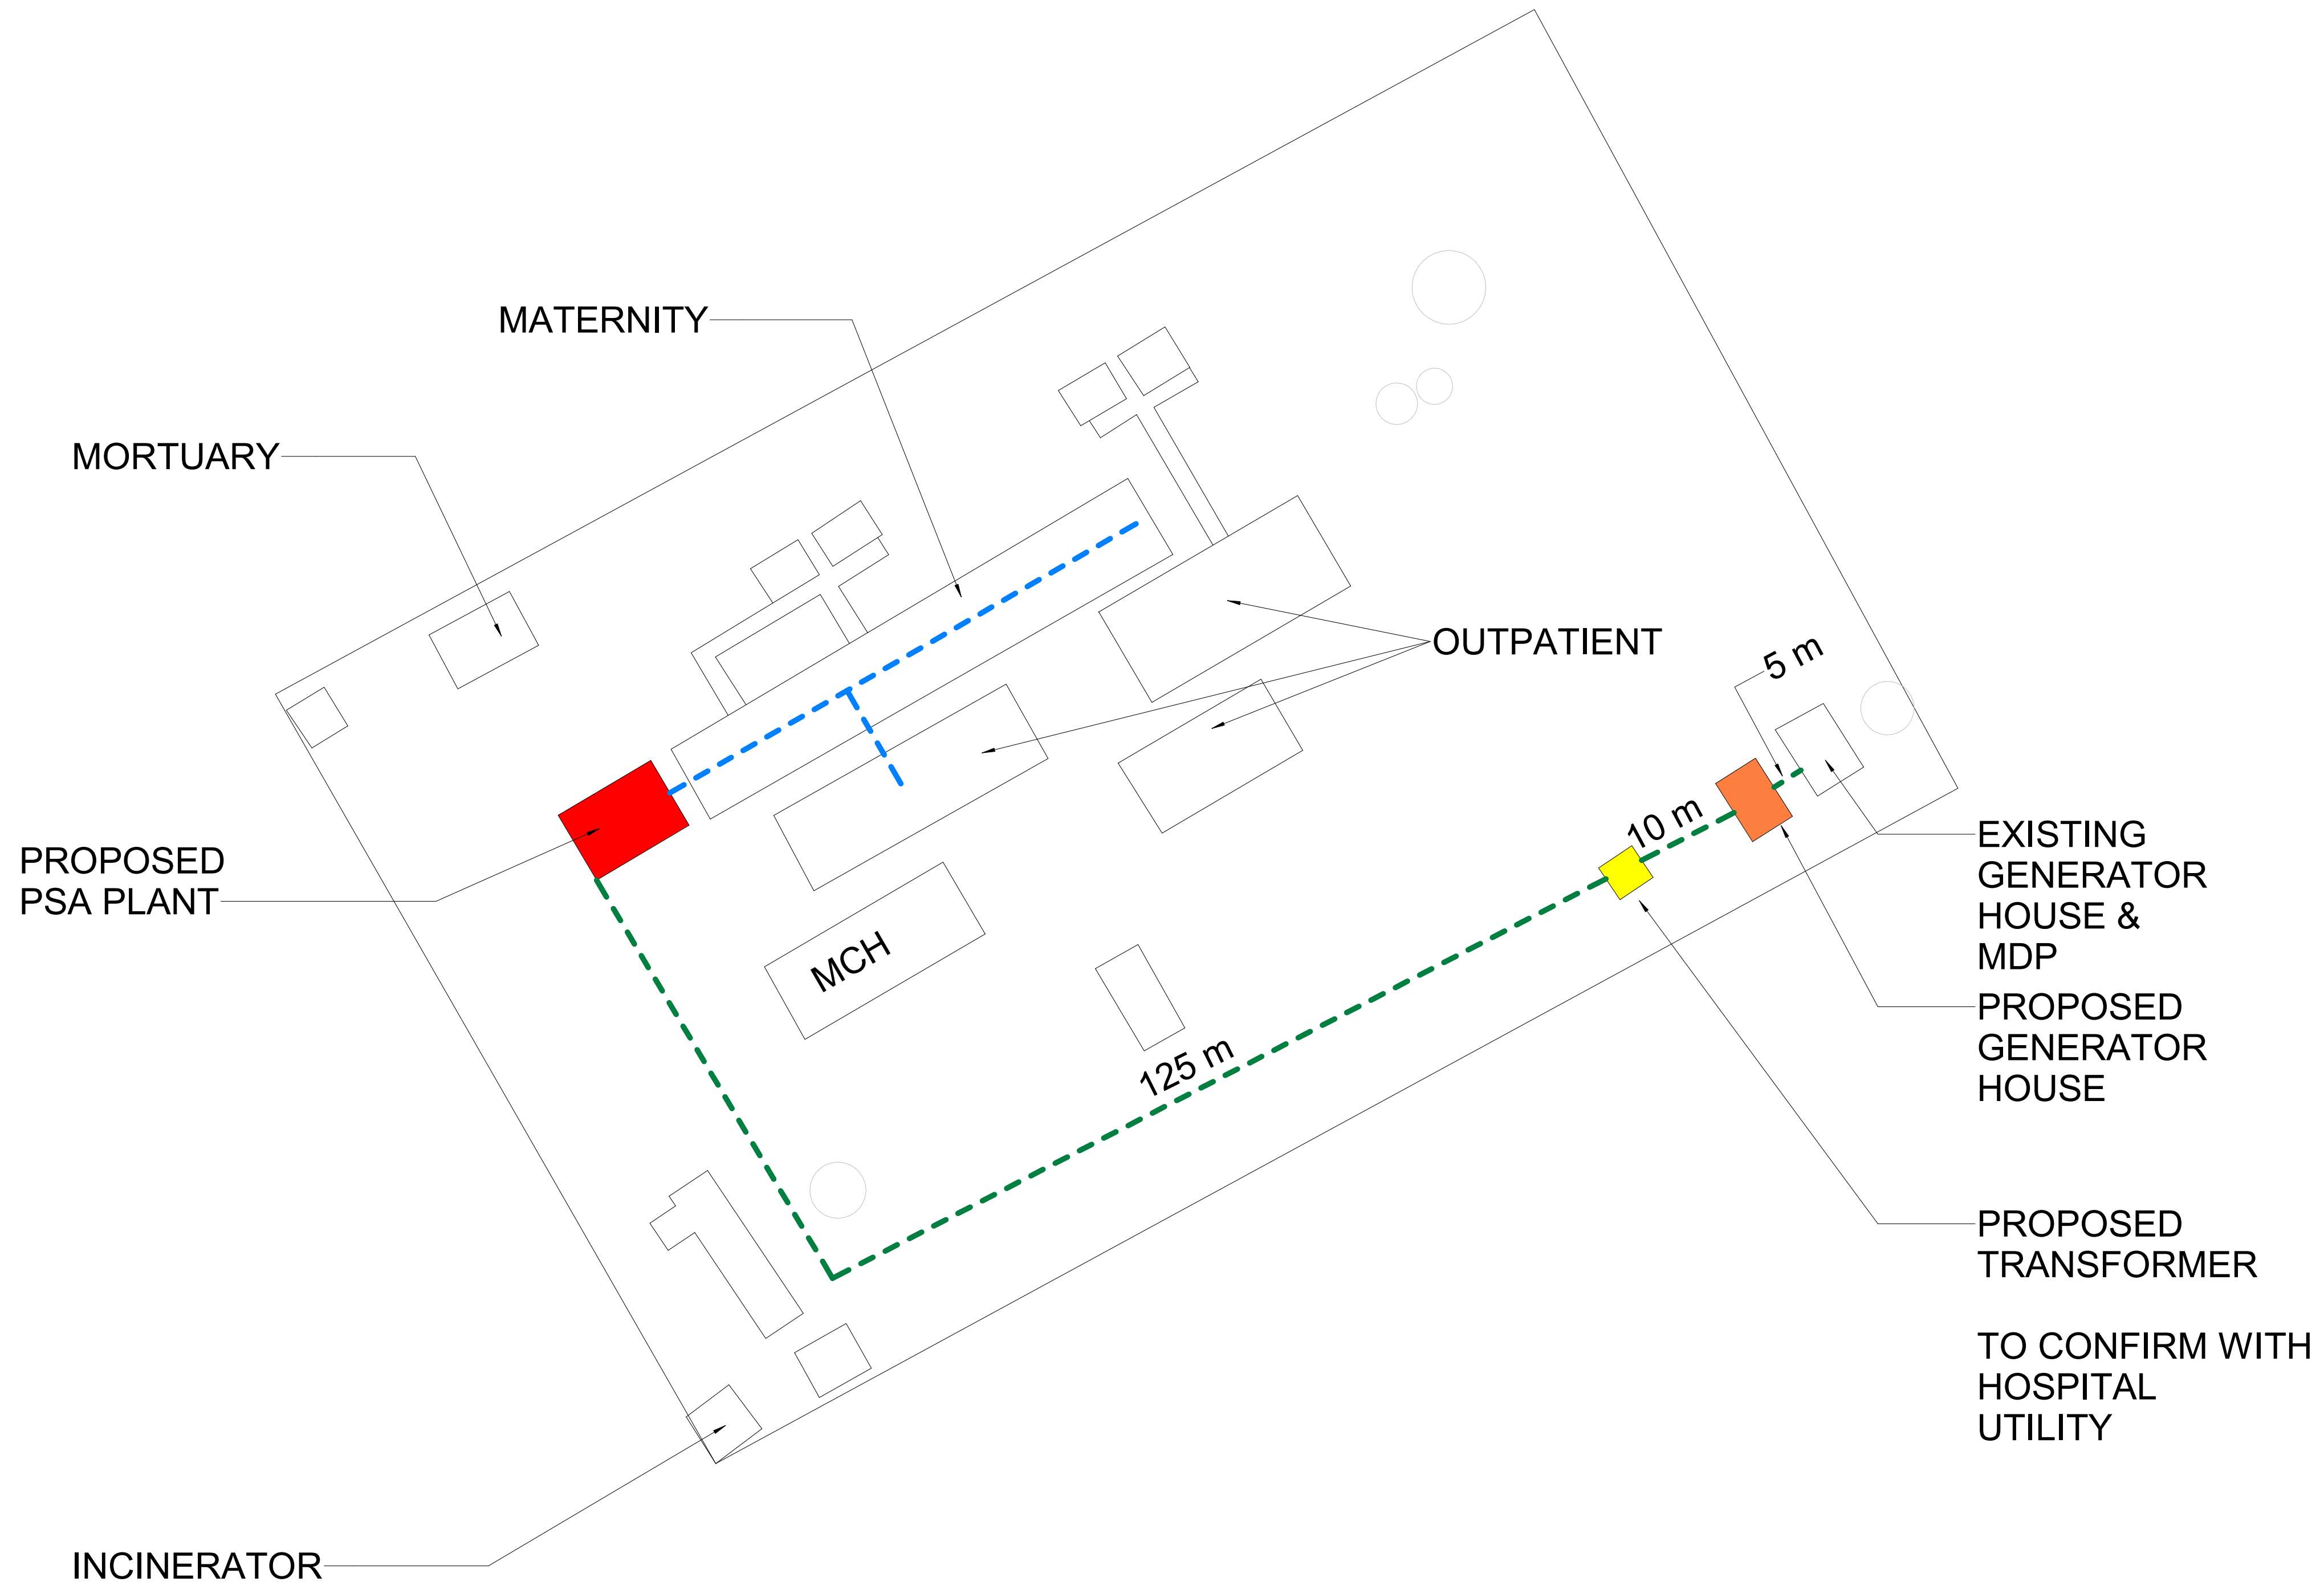 MATERNITY
MORTUARY
OUTPATIENT
5 m
10 m
PROPOSED
PSA PLANT
EXISTING
GENERATOR
HOUSE &
MDP
MCH
PROPOSED
GENERATOR
HOUSE
125 m
PROPOSED
TRANSFORMER
TO CONFIRM WITH
HOSPITAL
UTILITY
INCINERATOR